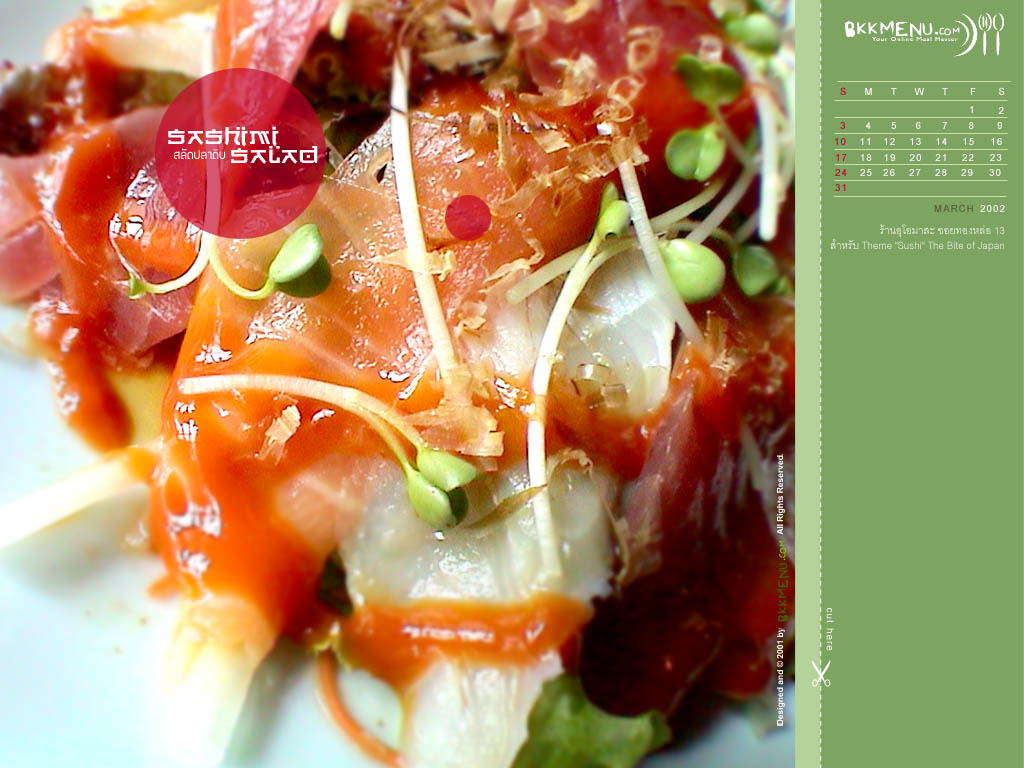 SASHIMI
สลัดปลาดิบ SALAD
BKKMENU.COM
Your Online Meal Master
S M T W T F S
1 2
3 4 5 6 7 8 9
10 11 12 13 14 15 16
17 18 19 20 21 22 23
24 25 26 27 28 29 30
31
MARCH 2002
ร้านอุโอมาสะ ซอยทองหล่อ 13
สำหรับ Theme "Sushi" The Bite of Japan
Designed and © 2001 by BKKMENU.COM All Rights Reserved
cut here